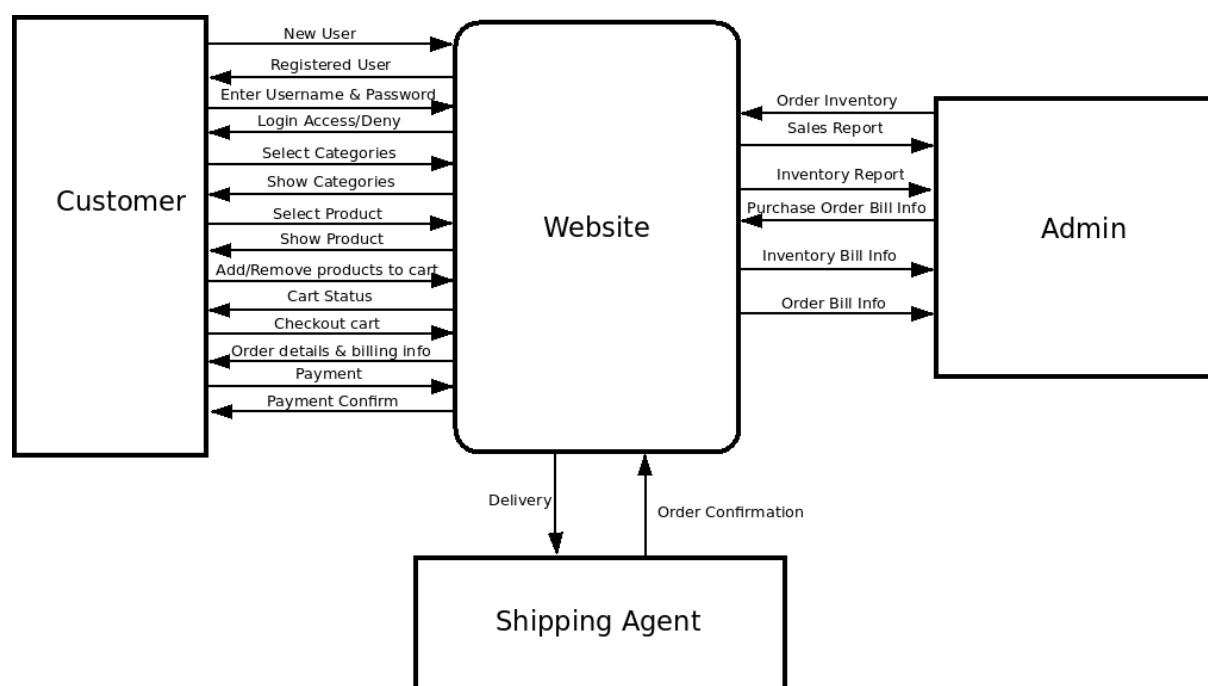 New User
Registered User
Enter Username & Password
Login Access/Deny
Select Categories
Show Categories
Select Product
Show Product
Add/Remove products to cart
Cart Status
Checkout cart
Order details & billing info
Payment
Payment Confirm
Customer
Website
Order Inventory
Sales Report
Inventory Report
Purchase Order Bill Info
Inventory Bill Info
Order Bill Info
Admin
Delivery
Order Confirmation
Shipping Agent